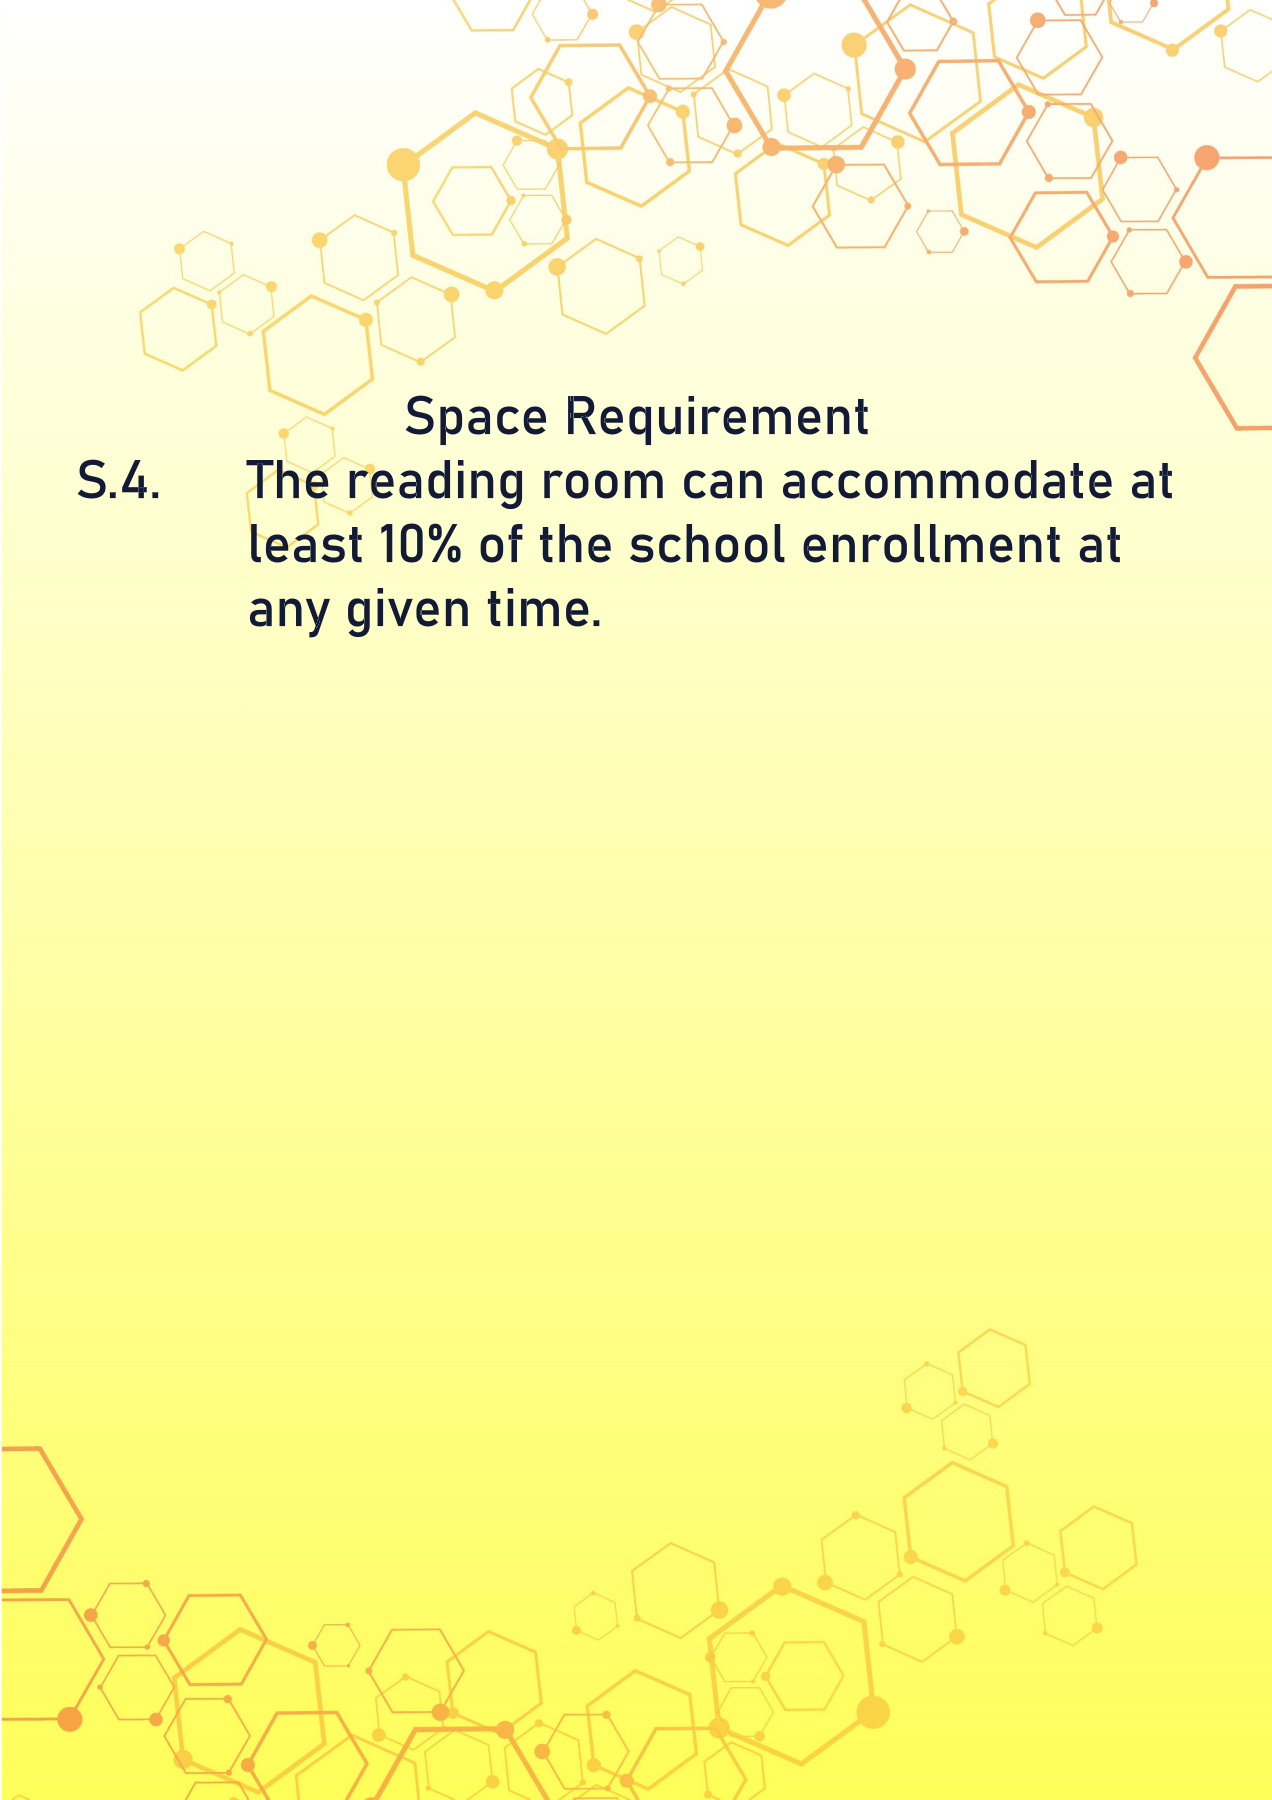 Space Requirement
S.4. The reading room can accommodate at
least 10% of the school enrollment at
any given time.